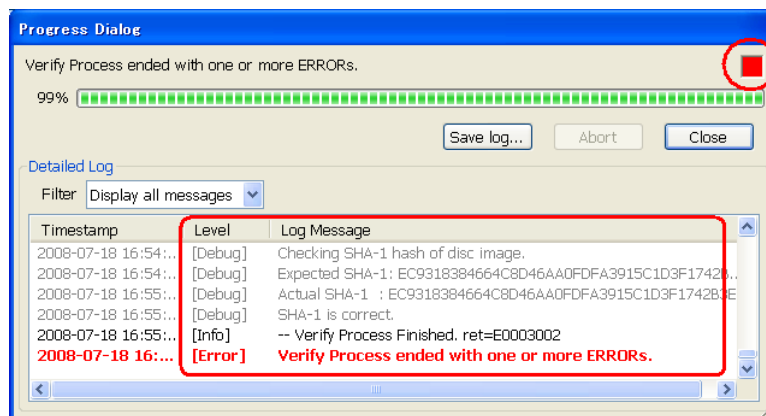 Progress Dialog
Verify Process ended with one or more ERRORs.
99%
Save log... Abort Close
Detailed Log
Filter Display all messages
Timestamp Level Log Message
2008-07-18 16:54:... [Debug] Checking SHA-1 hash of disc image.
2008-07-18 16:54:... [Debug] Expected SHA-1: EC9318384664C8D46AA0FDFA3915C1D3F1742B...
2008-07-18 16:55:... [Debug] Actual SHA-1 : EC9318384664C8D46AA0FDFA3915C1D3F1742B3E
2008-07-18 16:55:... [Debug] SHA-1 is correct.
2008-07-18 16:55:... [Info] -- Verify Process Finished. ret=E0003002
2008-07-18 16:... [Error] Verify Process ended with one or more ERRORs.